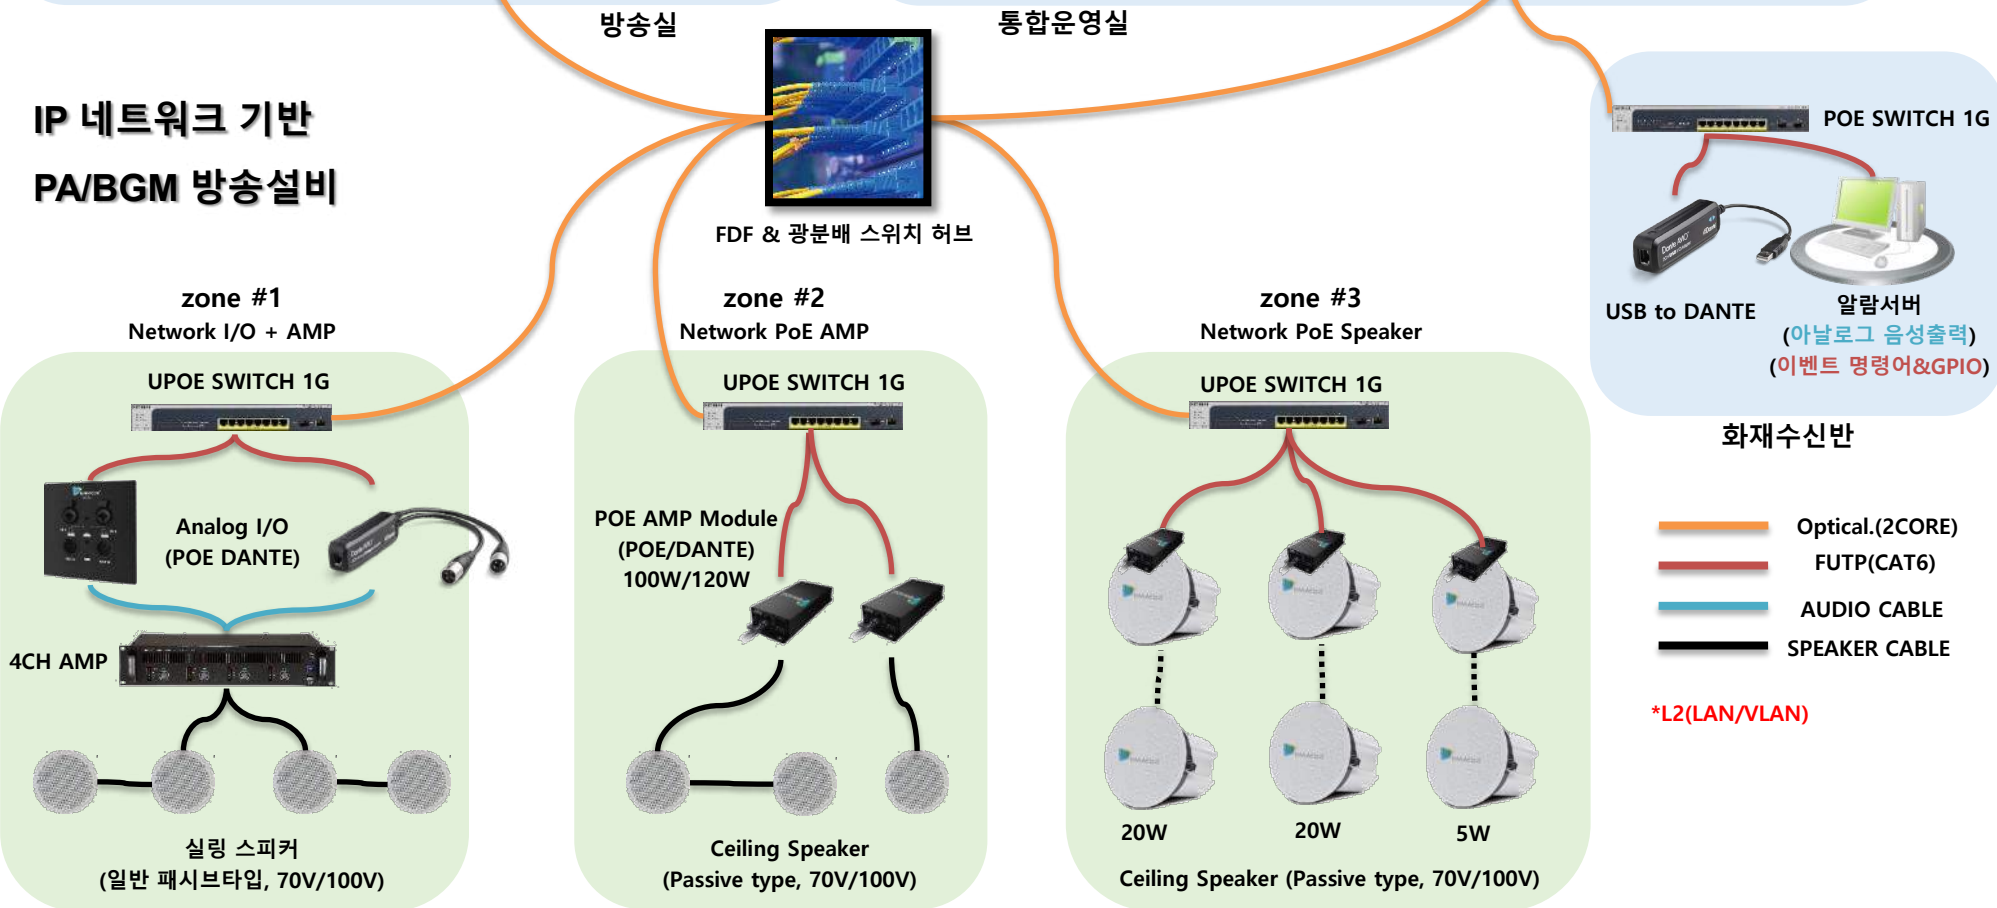 방송실
통합운영실
IP 네트워크 기반
PA/BGM 방송설비
FDF & 광분배 스위치 허브
POE SWITCH 1G
USB to DANTE
알람서버
(아날로그 음성출력)
(이벤트 명령어&GPIO)
화재수신반
zone #1
Network I/O + AMP
UPOE SWITCH 1G
Analog I/O
(POE DANTE)
4CH AMP
실링 스피커
(일반 패시브타입, 70V/100V)
zone #2
Network PoE AMP
UPOE SWITCH 1G
POE AMP Module
(POE/DANTE)
100W/120W
Ceiling Speaker
(Passive type, 70V/100V)
zone #3
Network PoE Speaker
UPOE SWITCH 1G
20W
20W
5W
Ceiling Speaker (Passive type, 70V/100V)
Optical.(2CORE)
FUTP(CAT6)
AUDIO CABLE
SPEAKER CABLE
*L2(LAN/VLAN)